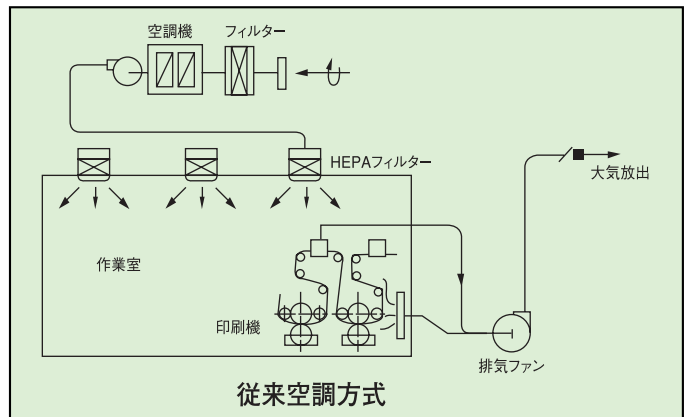 空調機
フィルター
HEPAフィルター
大気放出
作業室
印刷機
排気ファン
従来空調方式